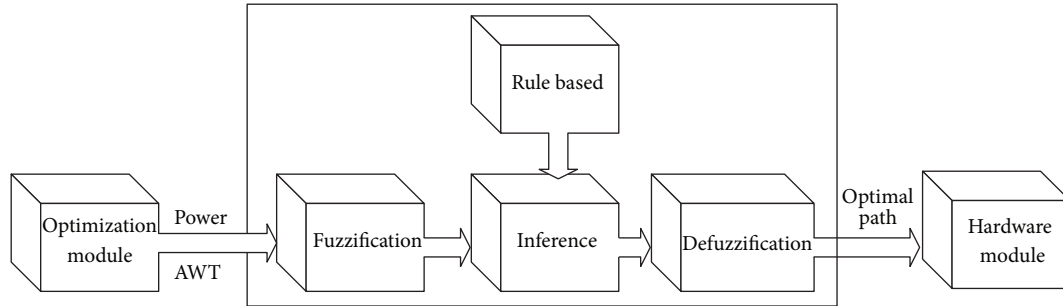 Rule based
Optimization
module
Power
AWT
Fuzzification
Inference
Defuzzification
Optimal
path
Hardware
module